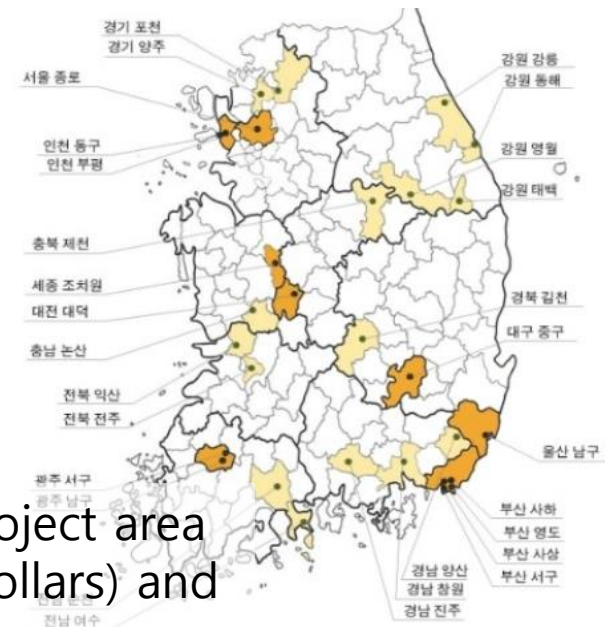 경기 포천
경기 양주
서울 종로
인천 동구
인천 부평
충북 제천
세종 조치원
대전 대덕
충남 논산
전북 익산
전북 전주
광주 서구
광주 남구
oject area
ollars) and
전남 여수
강원 강릉
강원 동해
강원 영월
강원 태백
경북 김천
대구 중구
울산 남구
부산 사하
부산 영도
부산 사상
부산 서구
경남 양산
경남 창원
경남 진주